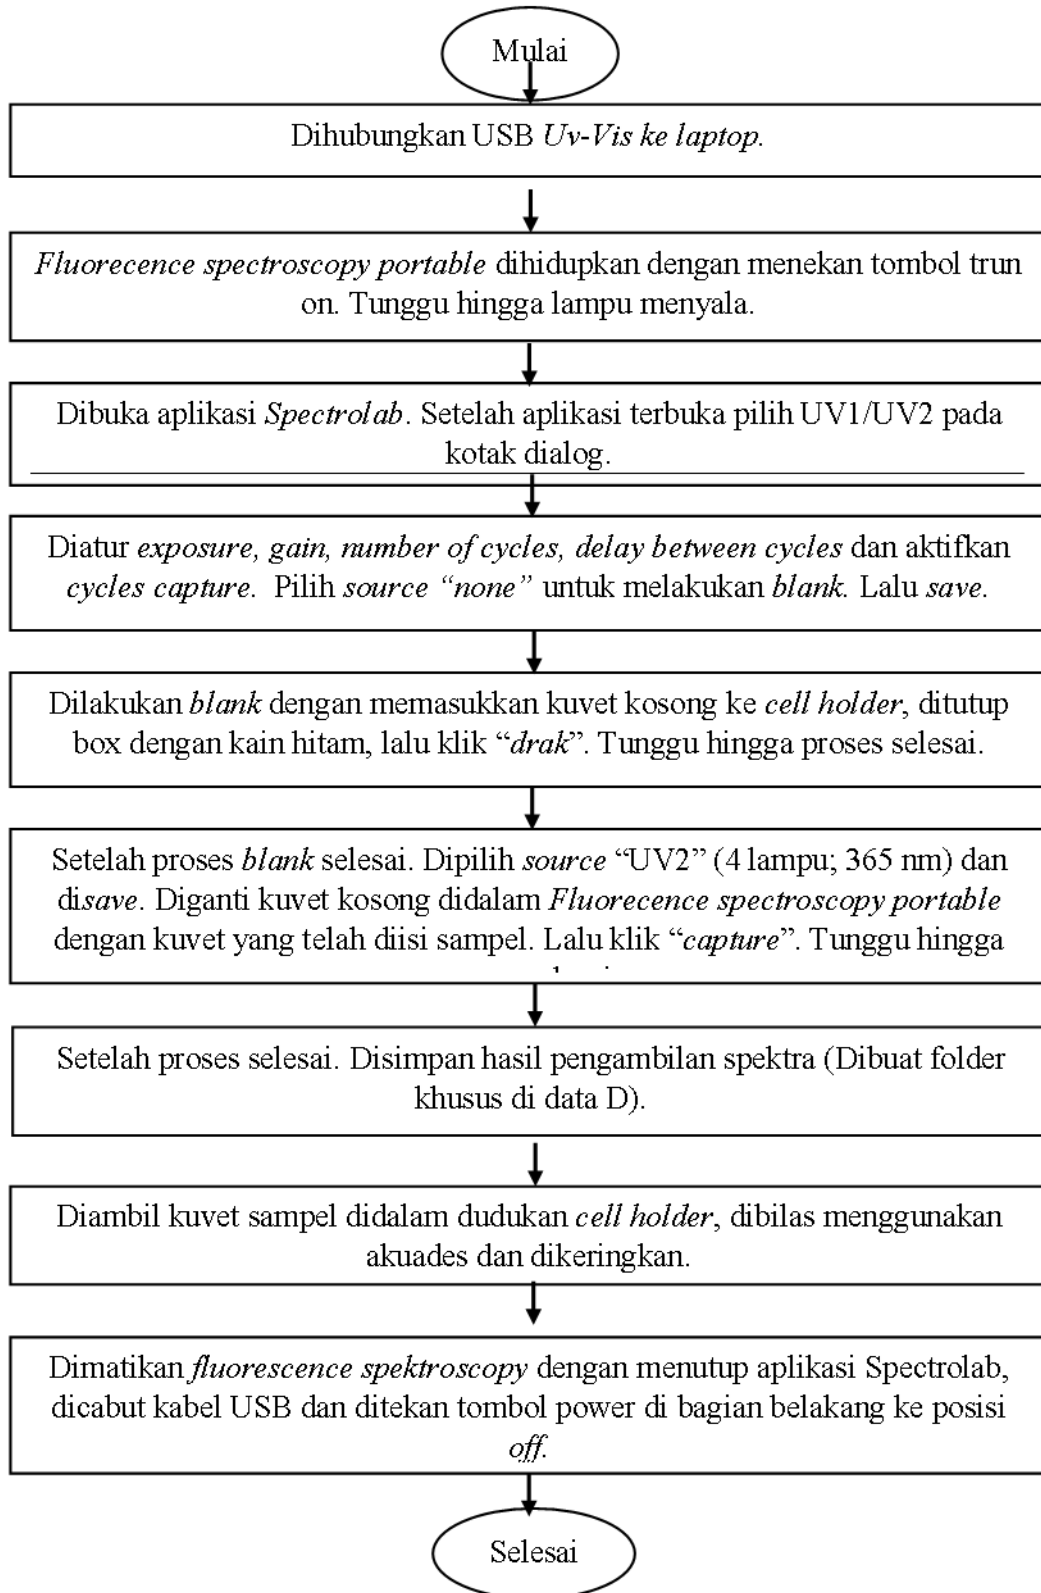 Mulai
Dihubungkan USB Uv-Vis ke laptop.
Fluorecence spectroscopy portable dihidupkan dengan menekan tombol trun
on. Tunggu hingga lampu menyala.
Dibuka aplikasi Spectrolab. Setelah aplikasi terbuka pilih UV1/UV2 pada
kotak dialog.
Diatur exposure, gain, number of cycles, delay between cycles dan aktifkan
cycles capture. Pilih source “none” untuk melakukan blank. Lalu save.
Dilakukan blank dengan memasukkan kuvet kosong ke cell holder, ditutup
box dengan kain hitam, lalu klik “drak”. Tunggu hingga proses selesai.
Setelah proses blank selesai. Dipilih source “UV2” (4 lampu; 365 nm) dan
disave. Diganti kuvet kosong didalam Fluorecence spectroscopy portable
dengan kuvet yang telah diisi sampel. Lalu klik “capture”. Tunggu hingga
Setelah proses selesai. Disimpan hasil pengambilan spektra (Dibuat folder
khusus di data D).
Diambil kuvet sampel didalam dudukan cell holder, dibilas menggunakan
akuades dan dikeringkan.
Dimatikan fluorescence spektroscopy dengan menutup aplikasi Spectrolab,
dicabut kabel USB dan ditekan tombol power di bagian belakang ke posisi
off.
Selesai